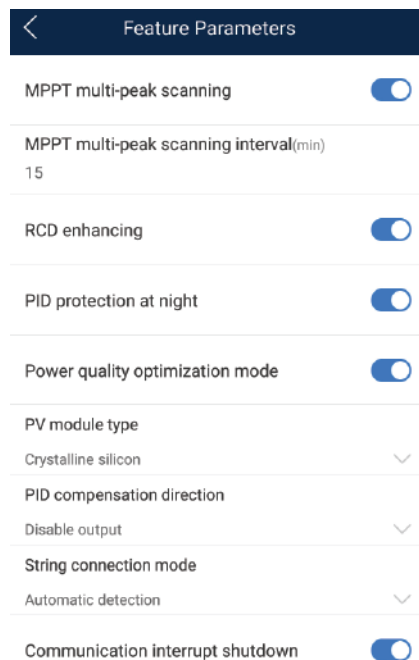 Feature Parameters
MPPT multi-peak scanning
MPPT multi-peak scanning interval(min)
15
RCD enhancing
PID protection at night
Power quality optimization mode
PV module type
Crystalline silicon
PID compensation direction
Disable output
String connection mode
Automatic detection
Communication interrupt shutdown